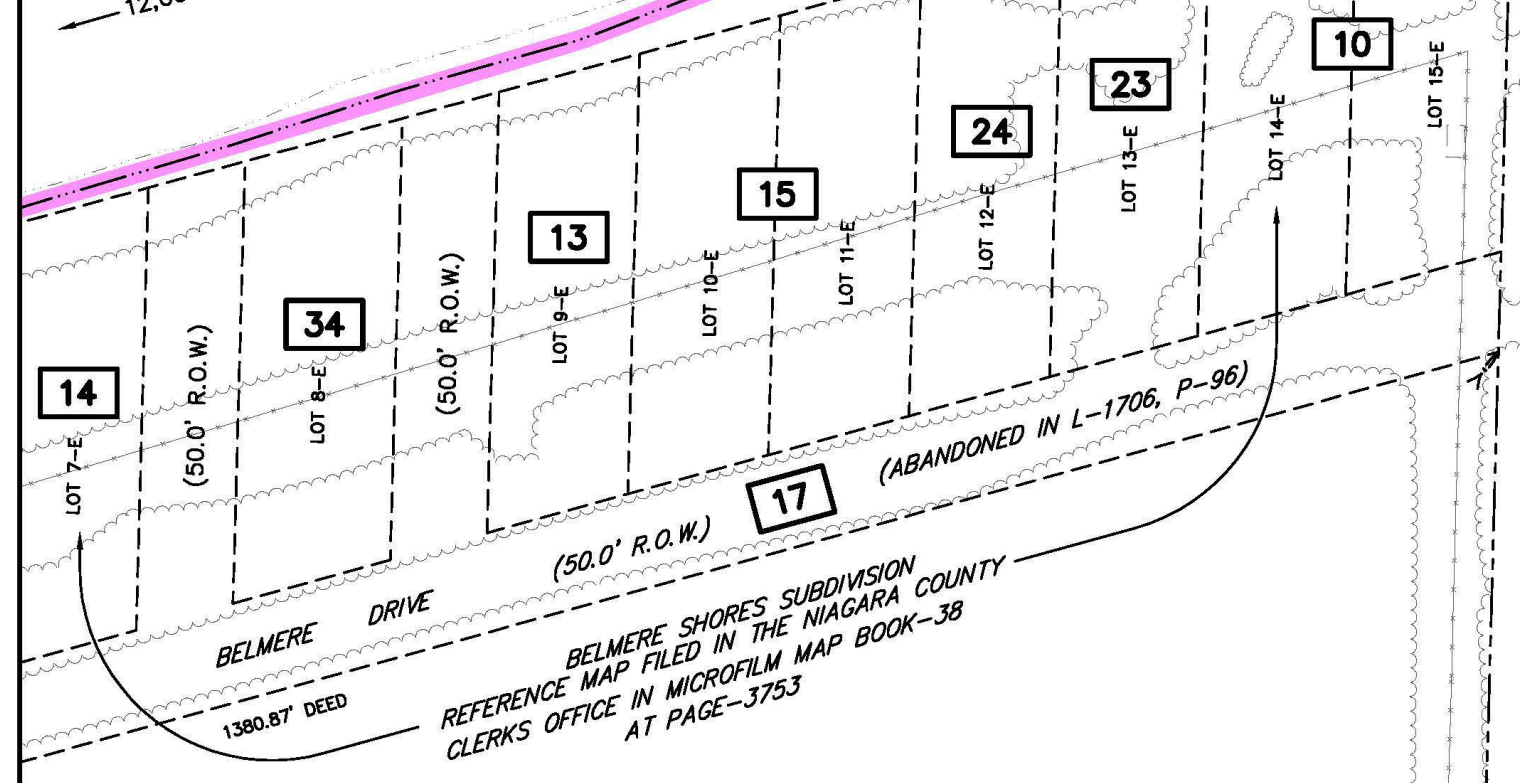 10
23
24
15
13
34
14
17
LOT 15-E
LOT 14-E
LOT 13-E
LOT 12-E
LOT 11-E
LOT 10-E
LOT 9-E
(50.0' R.O.W.)
LOT 8-E
(50.0' R.O.W.)
LOT 7-E
(ABANDONED IN L-1706, P-96)
(50.0' R.O.W.)
BELMERE DRIVE
1380.87' DEED
BELMERE SHORES SUBDIVISION
REFERENCE MAP FILED IN THE NIAGARA COUNTY
CLERKS OFFICE IN MICROFILM MAP BOOK-38
AT PAGE-3753